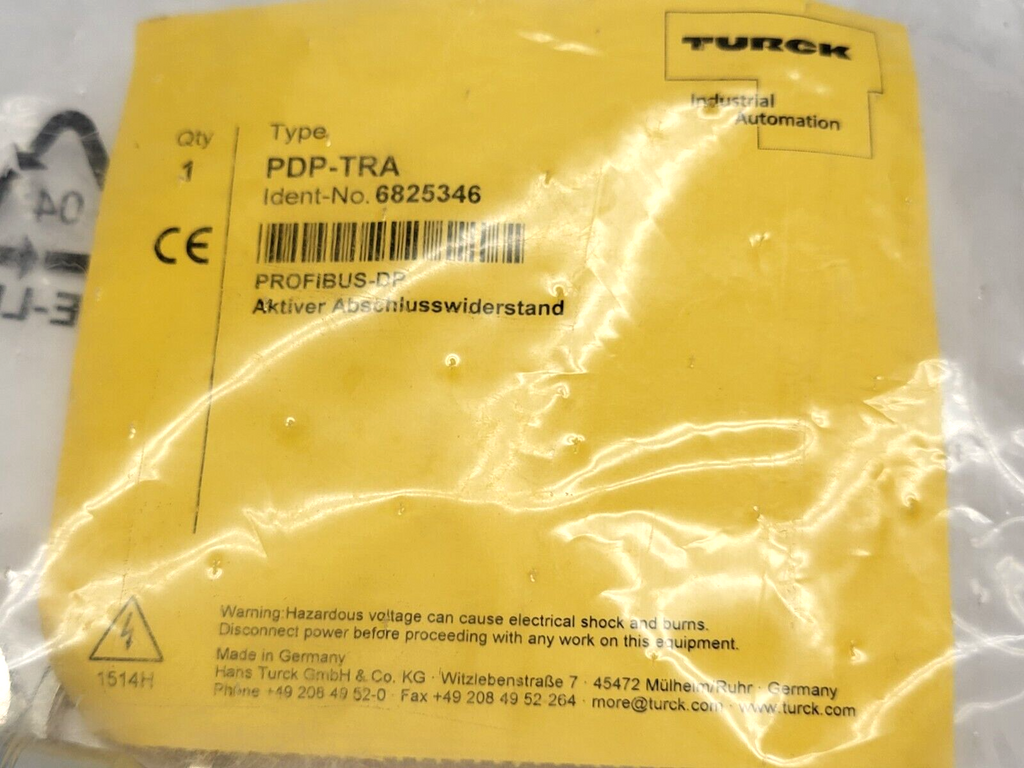 TURCK
Industrial
Automation
Qty
1
Type
PDP-TRA
Ident-No. 6825346
CE
PROFiBUS-DP
Aktiver Abschlusswiderstand
04
Warning:Hazardous voltage can cause electrical shock and burns.
Disconnect power before proceeding with any work on this equipment.
1514H
Made in Germany
Hans Turck GmbH & Co. KG · Witzlebenstraße 7 · 45472 Mülheim/Ruhr · Germany
Phone +49 208 49 52-0 · Fax +49 208 49 52 264 · more@turck.com · www.turck.com